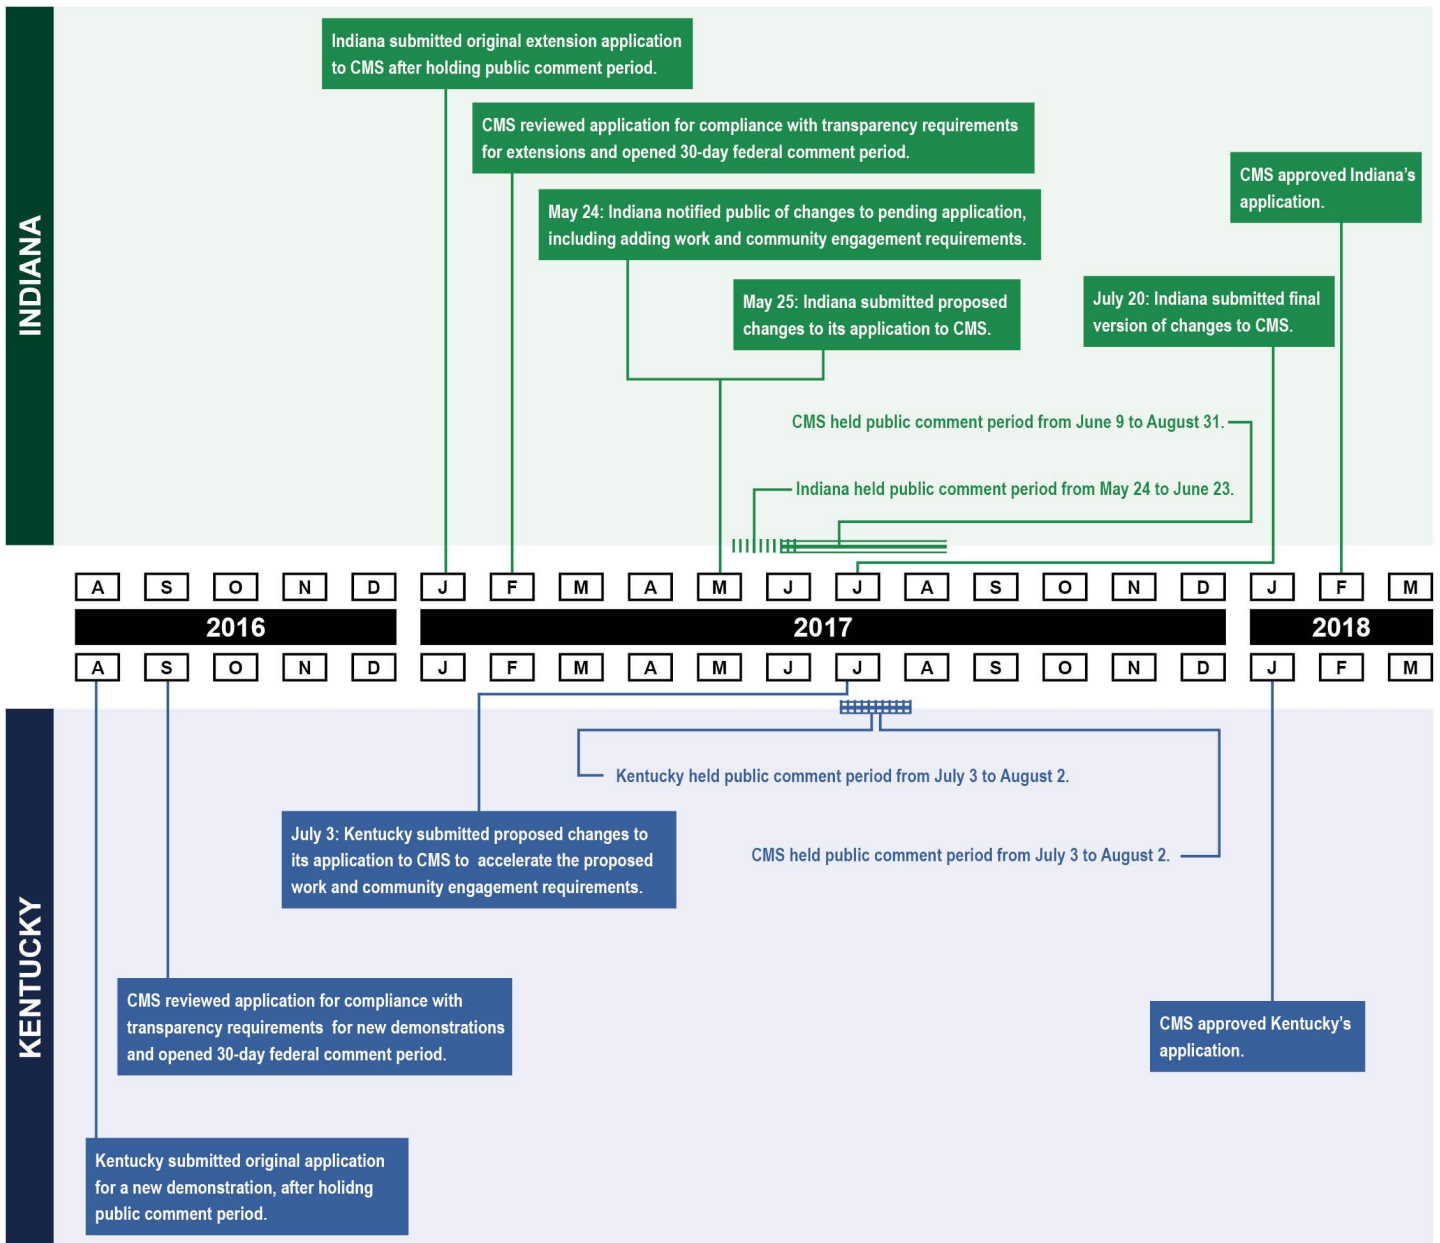 INDIANA
Indiana submitted original extension application
to CMS after holding public comment period.
CMS reviewed application for compliance with transparency requirements
for extensions and opened 30-day federal comment period.
May 24: Indiana notified public of changes to pending application,
including adding work and community engagement requirements.
May 25: Indiana submitted proposed
changes to its application to CMS.
CMS approved Indiana’s
application.
July 20: Indiana submitted final
version of changes to CMS.
CMS held public comment period from June 9 to August 31.
Indiana held public comment period from May 24 to June 23.
A S O N D J F M A M J J A S O N D J F M
2016 2017 2018
A S O N D J F M A M J J A S O N D J F M
KENTUCKY
Kentucky held public comment period from July 3 to August 2.
July 3: Kentucky submitted proposed changes to
its application to CMS to accelerate the proposed
work and community engagement requirements.
CMS held public comment period from July 3 to August 2.
CMS reviewed application for compliance with
transparency requirements for new demonstrations
and opened 30-day federal comment period.
CMS approved Kentucky’s
application.
Kentucky submitted original application
for a new demonstration, after holidng
public comment period.